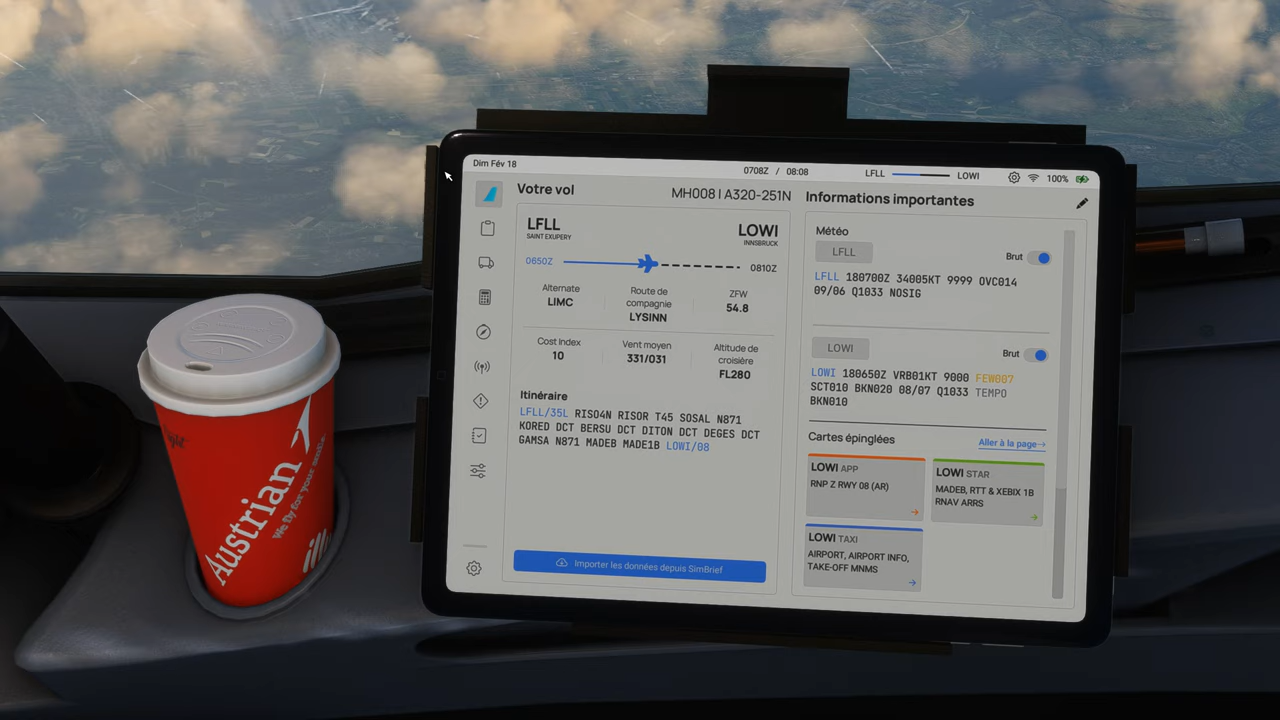 Dim Fév 18
0708Z / 08:08
LFLL
LOWI
100%
Votre vol
MH008 | A320-251N
LFLL
SAINT EXUPERY
LOWI
INNSBRUCK
0650Z
0810Z
Alternate
LIMC
Route de
compagnie
LYSINN
ZFW
54.8
Cost Index
10
Vent moyen
331/031
Altitude de
croisière
FL280
Itinéraire
LFLL/35L RISO4N RISOR T45 SOSAL N871
KORED DCT BERSU DCT DITON DCT DEGES DCT
GAMSA N871 MADEB MADE1B LOWI/08
Importer les données depuis SimBrief
Informations importantes
Météo
LFLL
Brut
LFLL 180700Z 34005KT 9999 OVC014
09/06 Q1033 NOSIG
LOWI
Brut
LOWI 180650Z VRB01KT 9000 FEW007
SCT010 BKN020 08/07 Q1033 TEMPO
BKN010
Cartes épinglées
Aller à la page
LOWI APP
RNP Z RWY 08 (AR)
LOWI STAR
MADEB, RTT & XEBIX 1B
RNAV ARRS
LOWI TAXI
AIRPORT, AIRPORT INFO,
TAKE-OFF MNMS
Austrian
We fly for your smile.